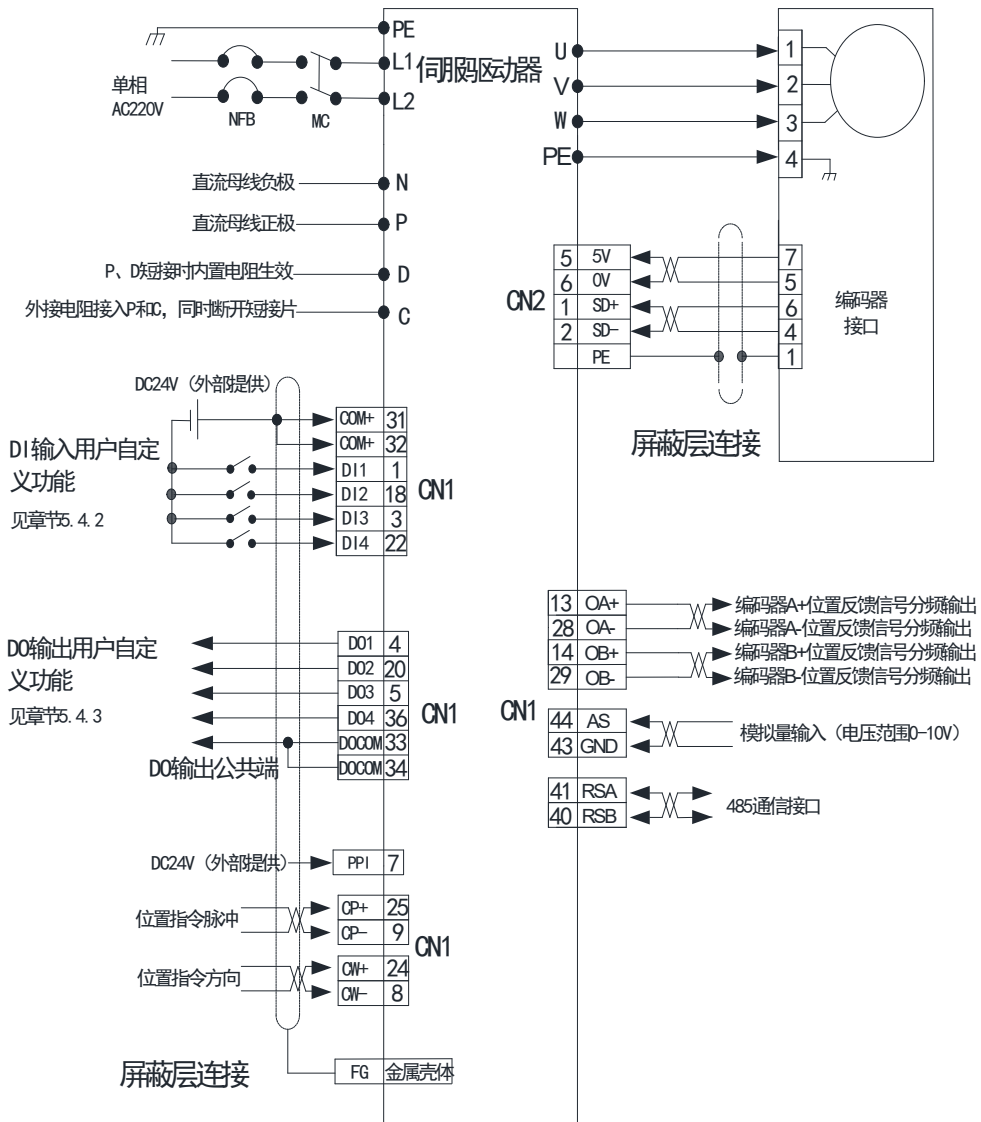 PE
L1
伺服驱动器
单相
AC220V
L2
NFB
MC
直流母线负极
N
直流母线正极
P
P、D短接时内置电阻生效
D
外接电阻接入P和C，同时断开短接片
C
U
1
V
2
W
3
PE
4
CN2
5 5V
7
6 0V
5
1 SD+
6
2 SD-
4
PE
1
编码器
接口
屏蔽层连接
DC24V（外部提供）
COM+ 31
COM+ 32
DI输入用户自定
义功能
见章节5.4.2
DI1 1
DI2 18
DI3 3
DI4 22
CN1
DO输出用户自定
义功能
见章节5.4.3
DO1 4
DO2 20
DO3 5
DO4 36
DOCOM 33
DOCOM 34
CN1
DO输出公共端
13 OA+
编码器A+位置反馈信号分频输出
28 OA-
编码器A-位置反馈信号分频输出
14 OB+
编码器B+位置反馈信号分频输出
29 OB-
编码器B-位置反馈信号分频输出
CN1
44 AS
43 GND
模拟量输入（电压范围0-10V）
41 RSA
40 RSB
485通信接口
DC24V（外部提供）
PPI 7
位置指令脉冲
CP+ 25
CP- 9
CN1
位置指令方向
CW+ 24
CW- 8
屏蔽层连接
FG 金属壳体